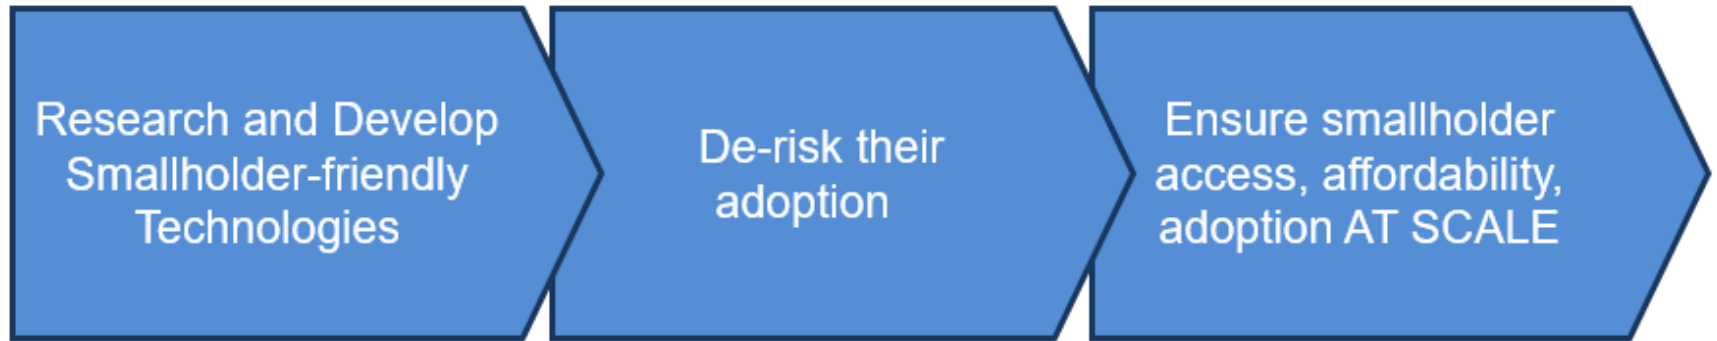 Research and Develop
Smallholder-friendly
Technologies
De-risk their
adoption
Ensure smallholder
access, affordability,
adoption AT SCALE